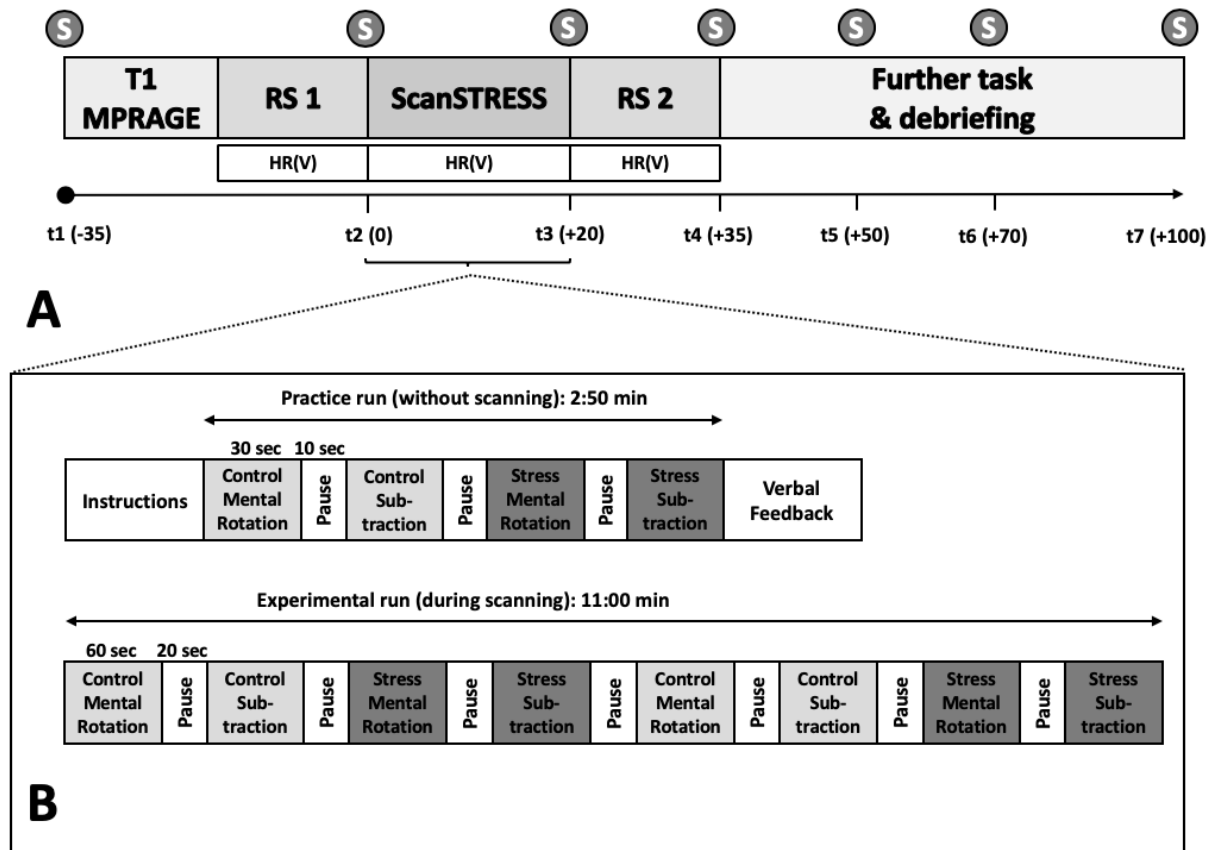 S S S S S S S
T1
MPRAGE
RS 1
ScanSTRESS
RS 2
Further task
& debriefing
HR(V) HR(V) HR(V)
t1 (-35) t2 (0) t3 (+20) t4 (+35) t5 (+50) t6 (+70) t7 (+100)
A
Practice run (without scanning): 2:50 min
30 sec 10 sec
Instructions
Control
Mental
Rotation
Pause
Control
Sub-
traction
Pause
Stress
Mental
Rotation
Pause
Stress
Sub-
traction
Verbal
Feedback
Experimental run (during scanning): 11:00 min
60 sec 20 sec
Control
Mental
Rotation
Pause
Control
Sub-
traction
Pause
Stress
Mental
Rotation
Pause
Stress
Sub-
traction
Pause
Control
Mental
Rotation
Pause
Control
Sub-
traction
Pause
Stress
Mental
Rotation
Pause
Stress
Sub-
traction
B